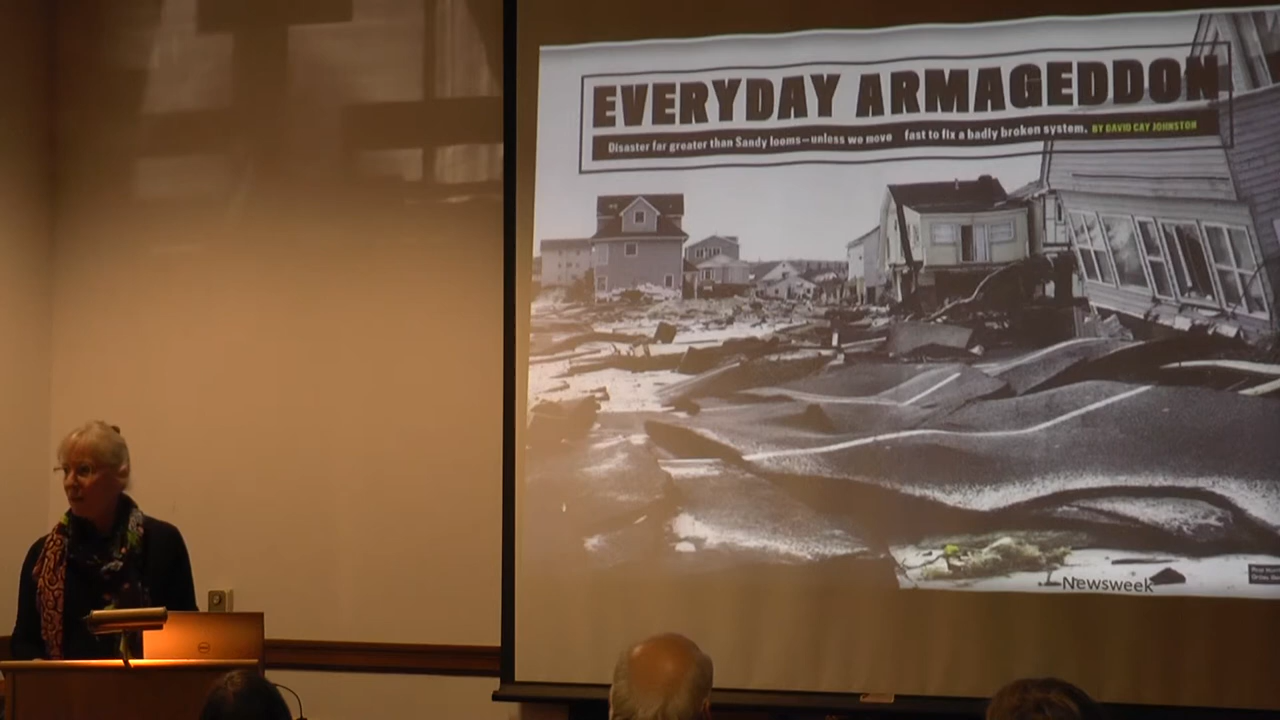 EVERYDAY ARMAGEDDON
Disaster far greater than Sandy looms—unless we move fast to fix a badly broken system. BY DAVID CAY JOHNSTON
Newsweek
DELL